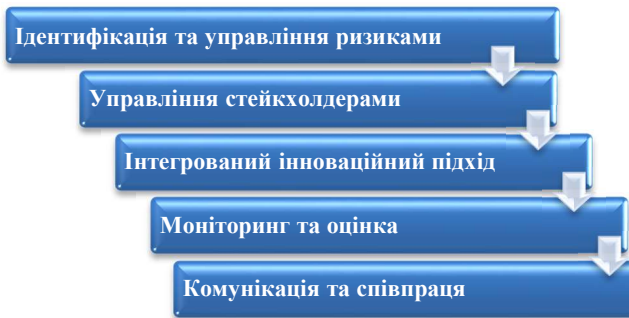 Ідентифікація та управління ризиками
Управління стейкхолдерами
Інтегрований інноваційний підхід
Моніторинг та оцінка
Комунікація та співпраця